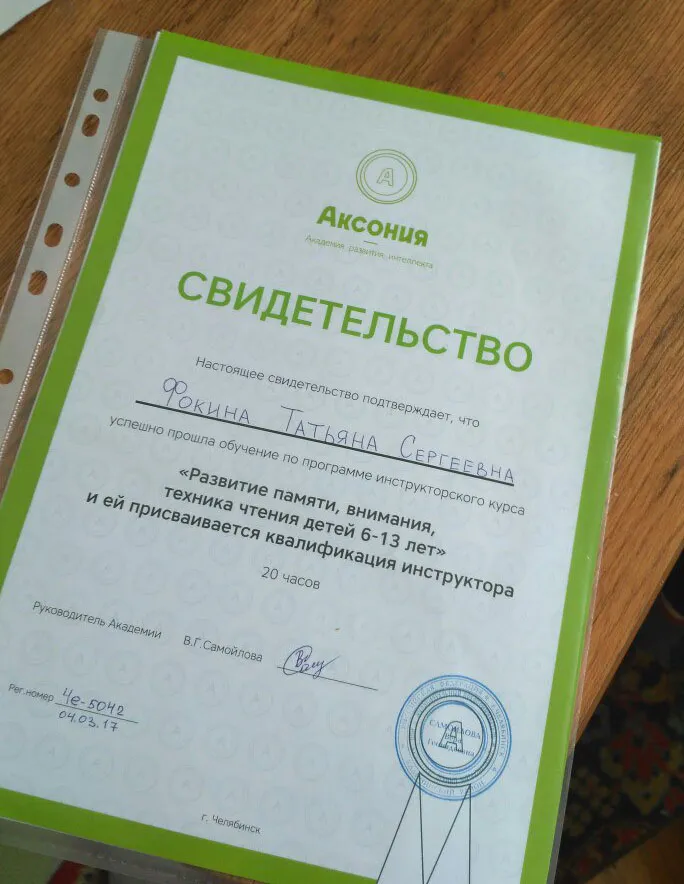 А
Аксония
Академия развития интеллекта
СВИДЕТЕЛЬСТВО
Настоящее свидетельство подтверждает, что
Фокина Татьяна Сергеевна
успешно прошла обучение по программе инструкторского курса
«Развитие памяти, внимания,
техника чтения детей 6-13 лет»
и ей присваивается квалификация инструктора
20 часов
Руководитель Академии В.Г.Самойлова
Рег.номер Че-5042
04.03.17
САМОЙЛОВА
А
г. Челябинск